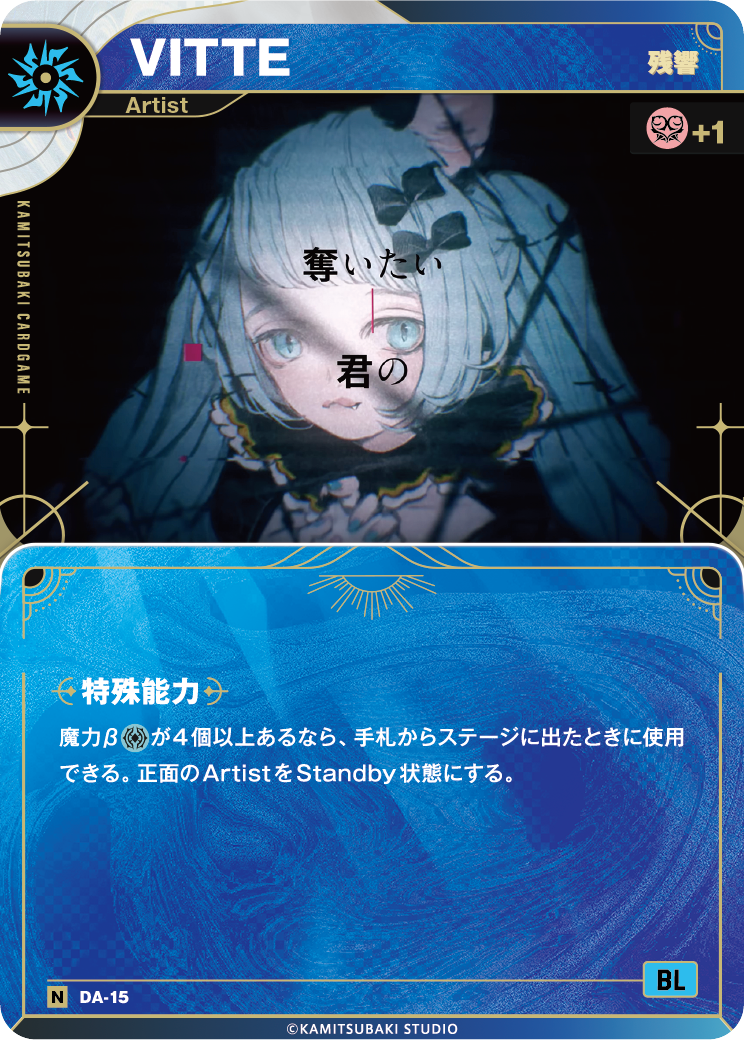 VITTE
残響
Artist
+1
KAMITSUBAKI CARDGAME
奪いたい
君の
特殊能力
魔力βが4個以上あるなら、手札からステージに出たときに使用
できる。正面のArtistをStandby状態にする。
BL
N DA-15
©KAMITSUBAKI STUDIO